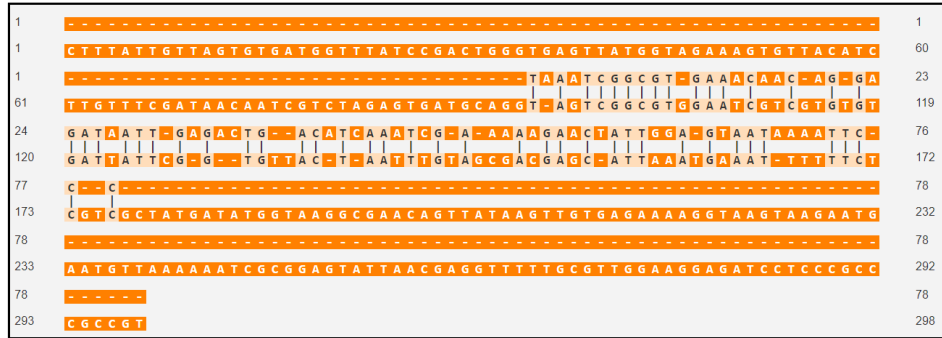 1 ------------------------------------------------------------ 1
1 CTTTATTGTTAGTGTGATGGTTTATCCGACTGGGTGAGTTATGGTAGAAAGTGTTACATC 60
1 ----------------------------------TAAATCGGCGT-GAAACAAC-AG-GA 23
61 TTGTTTCGATAACAATCGTCTAGAGTGATGCAGGT-AGTCGGCGTGGAATCGTCGTGTGT 119
24 GATAATT-GAGACTG--ACATCAAATCG-A-AAAAGAACTATTGGA-GTAATAAAATTC- 76
120 GATTATTCG-G--TGTTAC-T-AATTTGTAGCGACGAGC-ATTAAATGAAAT-TTTTTCT 172
77 C--C-------------------------------------------------------- 78
173 CGTCGCTATGATATGGTAAGGCGAACAGTTATAAGTTGTGAGAAAAGGTAAGTAAGAATG 232
78 ------------------------------------------------------------ 78
233 AATGTTAAAAAATCGCGGAGTATTAACGAGGTTTTTGCGTTGGAAGGAGATCCTCCCGCC 292
78 ------ 78
293 CGCCGT 298